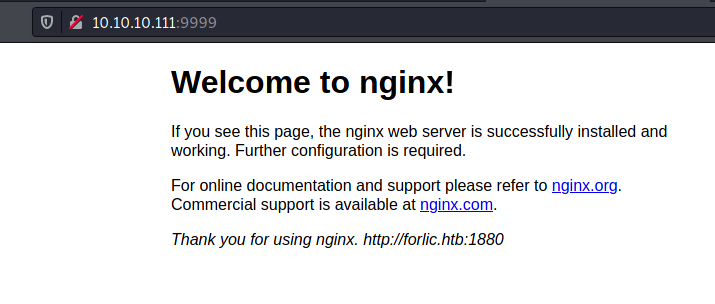 10.10.10.111:9999
Welcome to nginx!
If you see this page, the nginx web server is successfully installed and
working. Further configuration is required.
For online documentation and support please refer to nginx.org.
Commercial support is available at nginx.com.
Thank you for using nginx. http://forlic.htb:1880